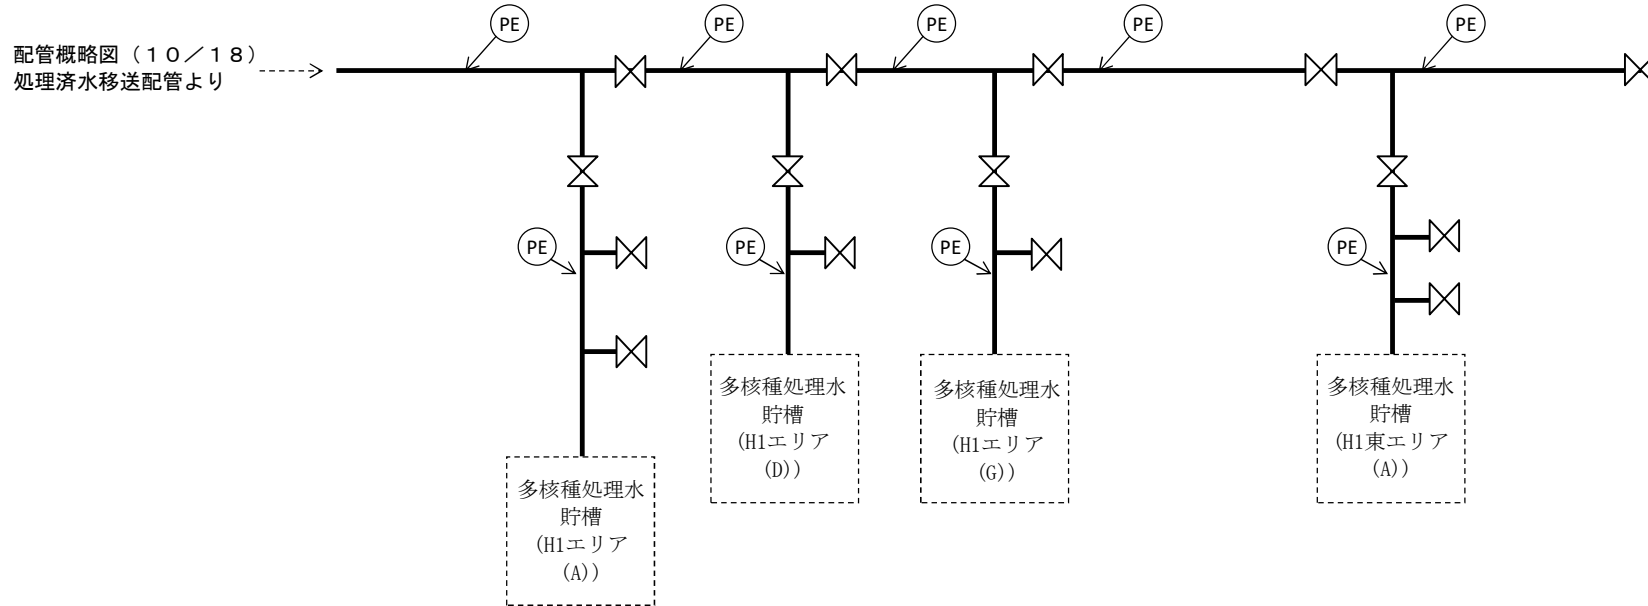 PE
PE
PE
PE
PE
配管概略図（１０／１８）
処理済水移送配管より
PE
PE
PE
PE
多核種処理水
貯槽
(H1エリア
(D))
多核種処理水
貯槽
(H1エリア
(G))
多核種処理水
貯槽
(H1東エリア
(A))
多核種処理水
貯槽
(H1エリア
(A))